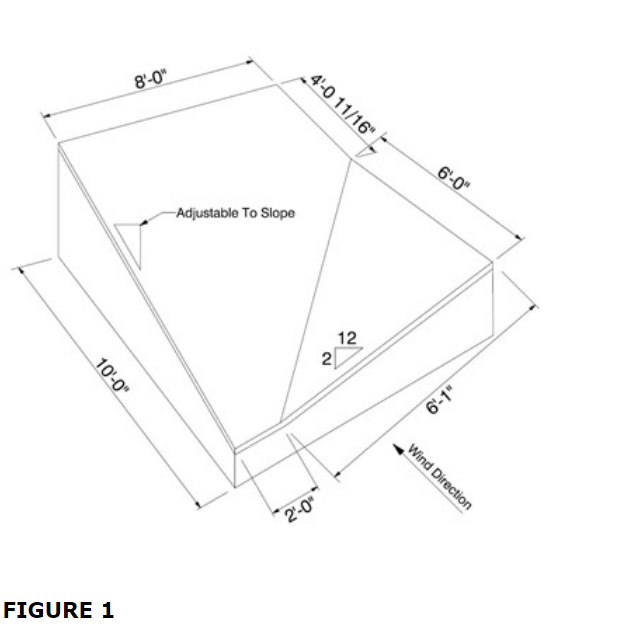 8'-0"
4'-0 11/16"
6'-0"
Adjustable To Slope
12
2
10'-0"
6'-1"
Wind Direction
2'-0"
FIGURE 1